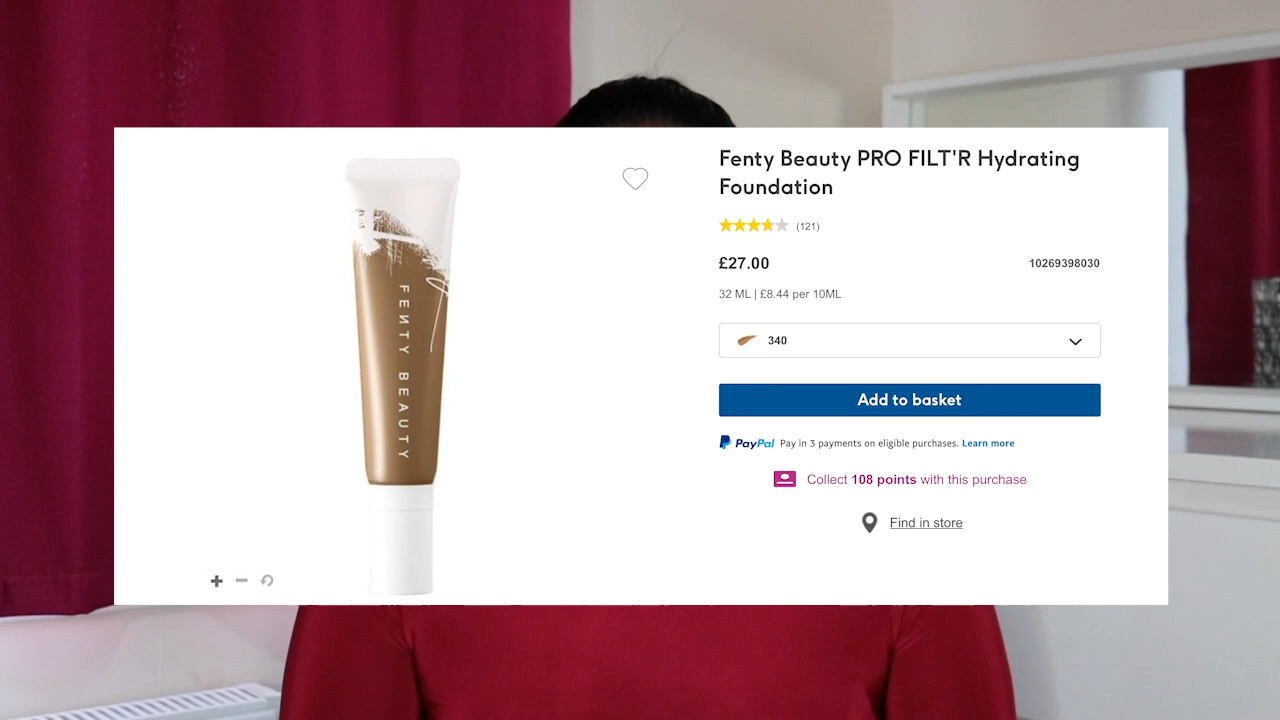 Fenty Beauty PRO FILT'R Hydrating
Foundation
(121)
£27.00
10269398030
32 ML | £8.44 per 10ML
340
Add to basket
PayPal Pay in 3 payments on eligible purchases. Learn more
Collect 108 points with this purchase
Find in store
FENTY BEAUTY